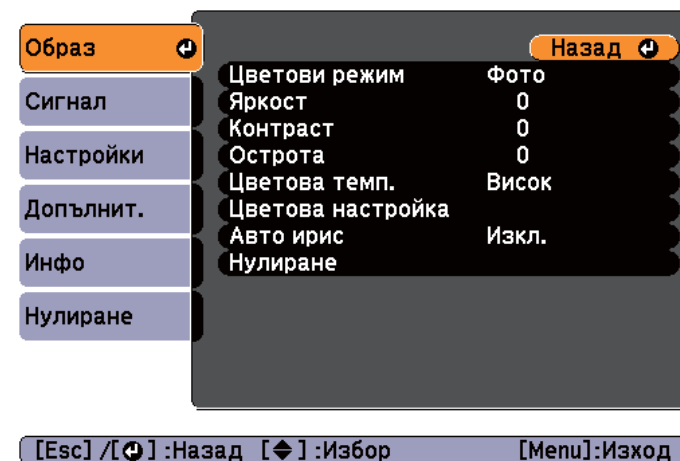 Образ
Сигнал
Настройки
Допълнит.
Инфо
Нулиране
Назад
Цветови режим Фото
Яркост 0
Контраст 0
Острота 0
Цветова темп. Висок
Цветова настройка
Авто ирис Изкл.
Нулиране
[Esc] /[ ] :Назад [ ] :Избор [Menu]:Изход